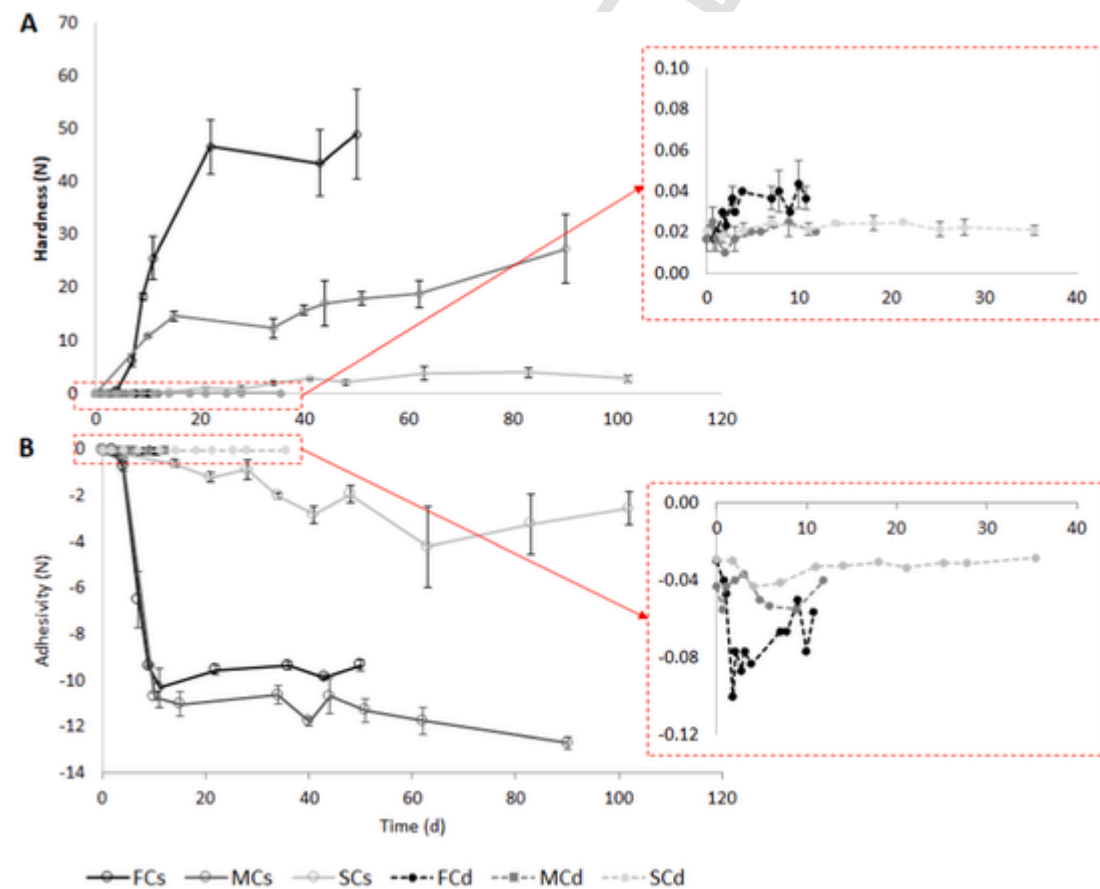 A
Hardness (N)
70
60
50
40
30
20
10
0
0 20 40 60 80 100 120
0.10
0.08
0.06
0.04
0.02
0.00
0 10 20 30 40
B
Adhesivity (N)
0
-2
-4
-6
-8
-10
-12
-14
0 20 40 60 80 100 120
Time (d)
0.00
-0.04
-0.08
-0.12
0 10 20 30 40
FCs MCs SCs FCd MCd SCd